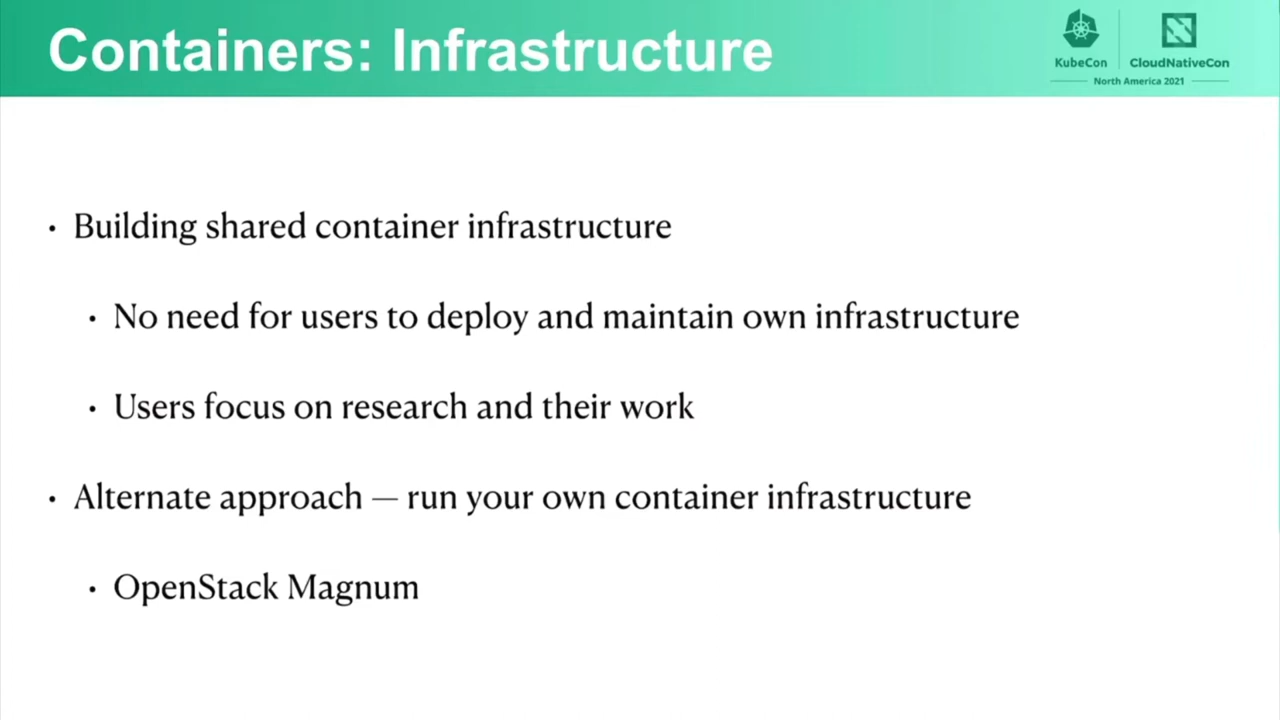 Containers: Infrastructure
KubeCon
CloudNativeCon
North America 2021
• Building shared container infrastructure
• No need for users to deploy and maintain own infrastructure
• Users focus on research and their work
• Alternate approach — run your own container infrastructure
• OpenStack Magnum